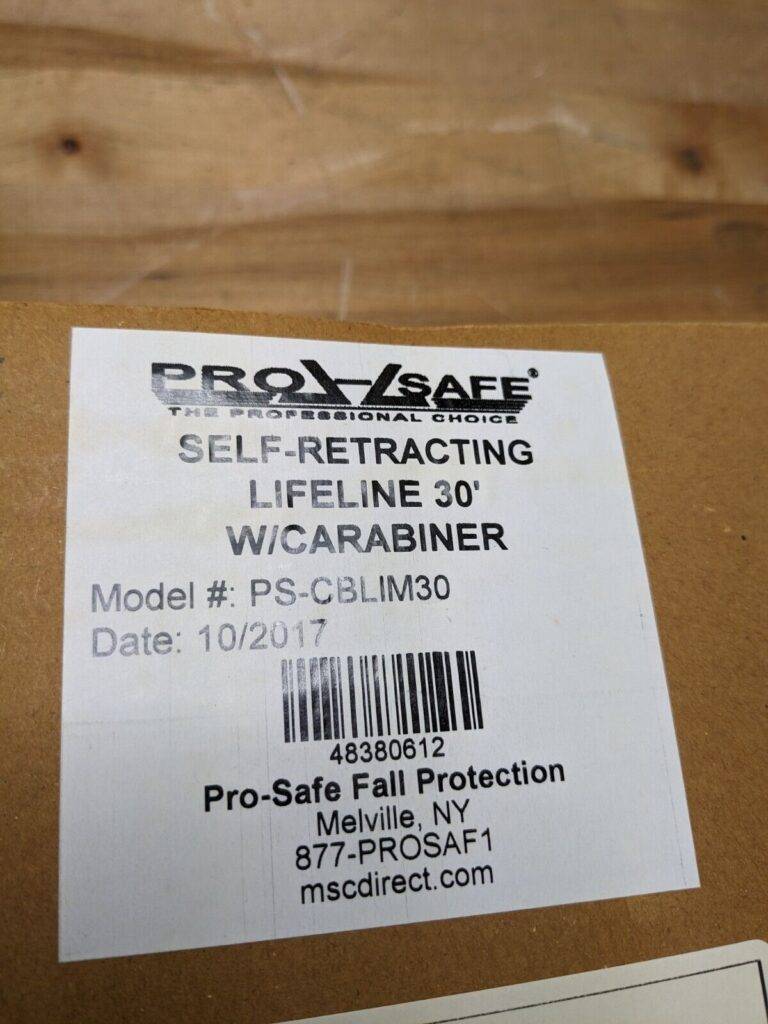 PRO SAFE®
THE PROFESSIONAL CHOICE
SELF-RETRACTING
LIFELINE 30'
W/CARABINER
Model #: PS-CBLIM30
Date: 10/2017
48380612
Pro-Safe Fall Protection
Melville, NY
877-PROSAF1
mscdirect.com